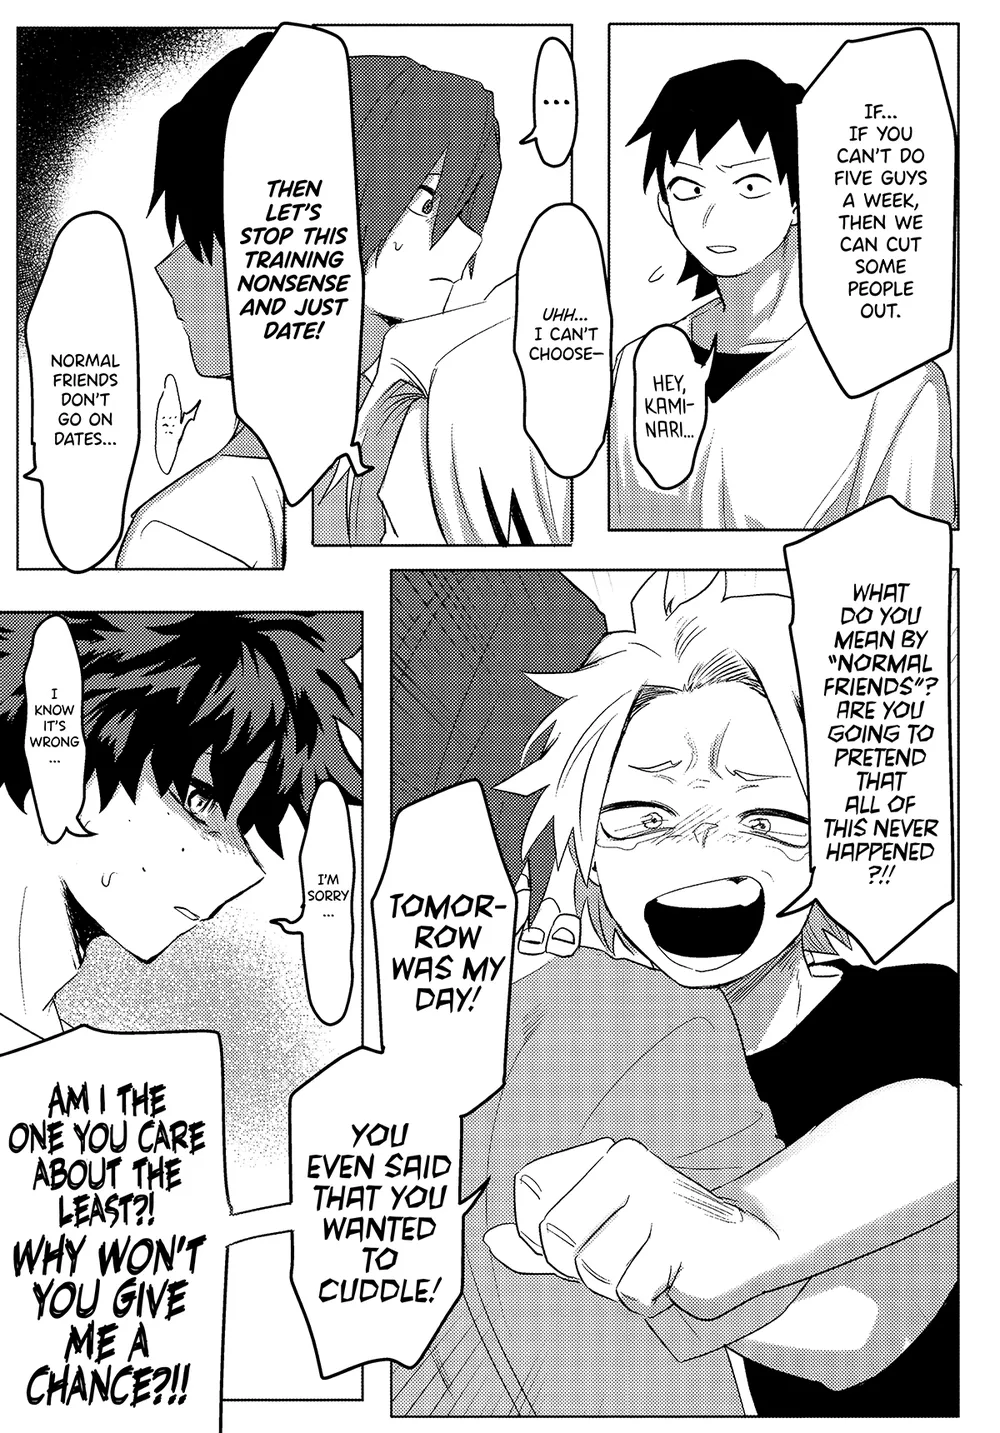 IF...
IF YOU
CAN'T DO
FIVE GUYS
A WEEK,
THEN WE
CAN CUT
SOME
PEOPLE
OUT.
HEY,
KAMI-
NARI...
...
UHH...
I CAN'T
CHOOSE–
THEN
LET'S
STOP THIS
TRAINING
NONSENSE
AND JUST
DATE!
......
NORMAL
FRIENDS
DON'T
GO ON
DATES...
WHAT
DO YOU
MEAN BY
"NORMAL
FRIENDS"?
ARE YOU
GOING TO
PRETEND
THAT
ALL OF
THIS NEVER
HAPPENED
?!!
TOMOR-
ROW
WAS MY
DAY!
YOU
EVEN SAID
THAT YOU
WANTED
TO
CUDDLE!
I
KNOW
IT'S
WRONG
...
I'M
SORRY
...
AM I THE
ONE YOU CARE
ABOUT THE
LEAST?!
WHY WON'T
YOU GIVE
ME A
CHANCE?!!